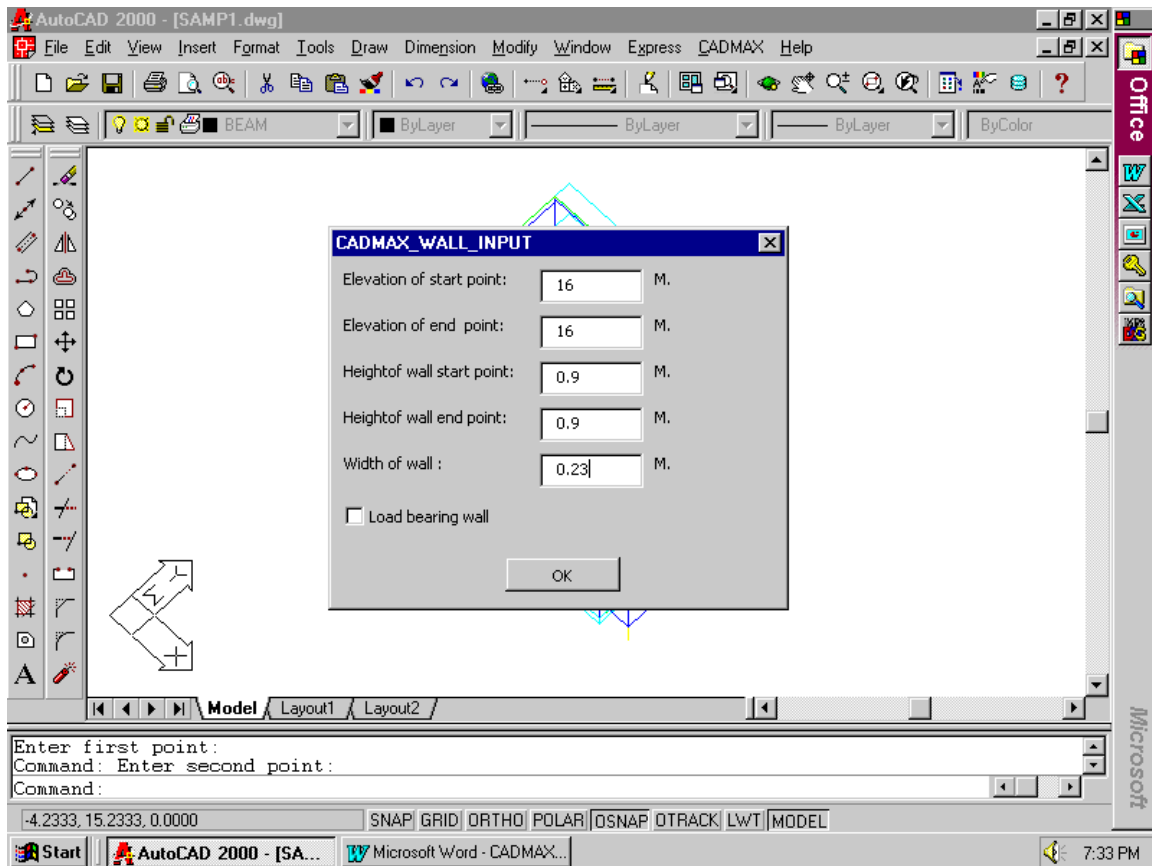 AutoCAD 2000 - [SAMP1.dwg]
File Edit View Insert Format Tools Draw Dimension Modify Window Express CADMAX Help
Office
BEAM ByLayer ByLayer ByLayer ByColor
CADMAX_WALL_INPUT
Elevation of start point: 16 M.
Elevation of end point: 16 M.
Heightof wall start point: 0.9 M.
Heightof wall end point: 0.9 M.
Width of wall : 0.23 M.
Load bearing wall
OK
Model Layout1 Layout2
Enter first point:
Command: Enter second point:
Command:
Microsoft
-4.2333, 15.2333, 0.0000 SNAP GRID ORTHO POLAR OSNAP OTRACK LWT MODEL
Start AutoCAD 2000 - [SA... Microsoft Word - CADMAX... 7:33 PM